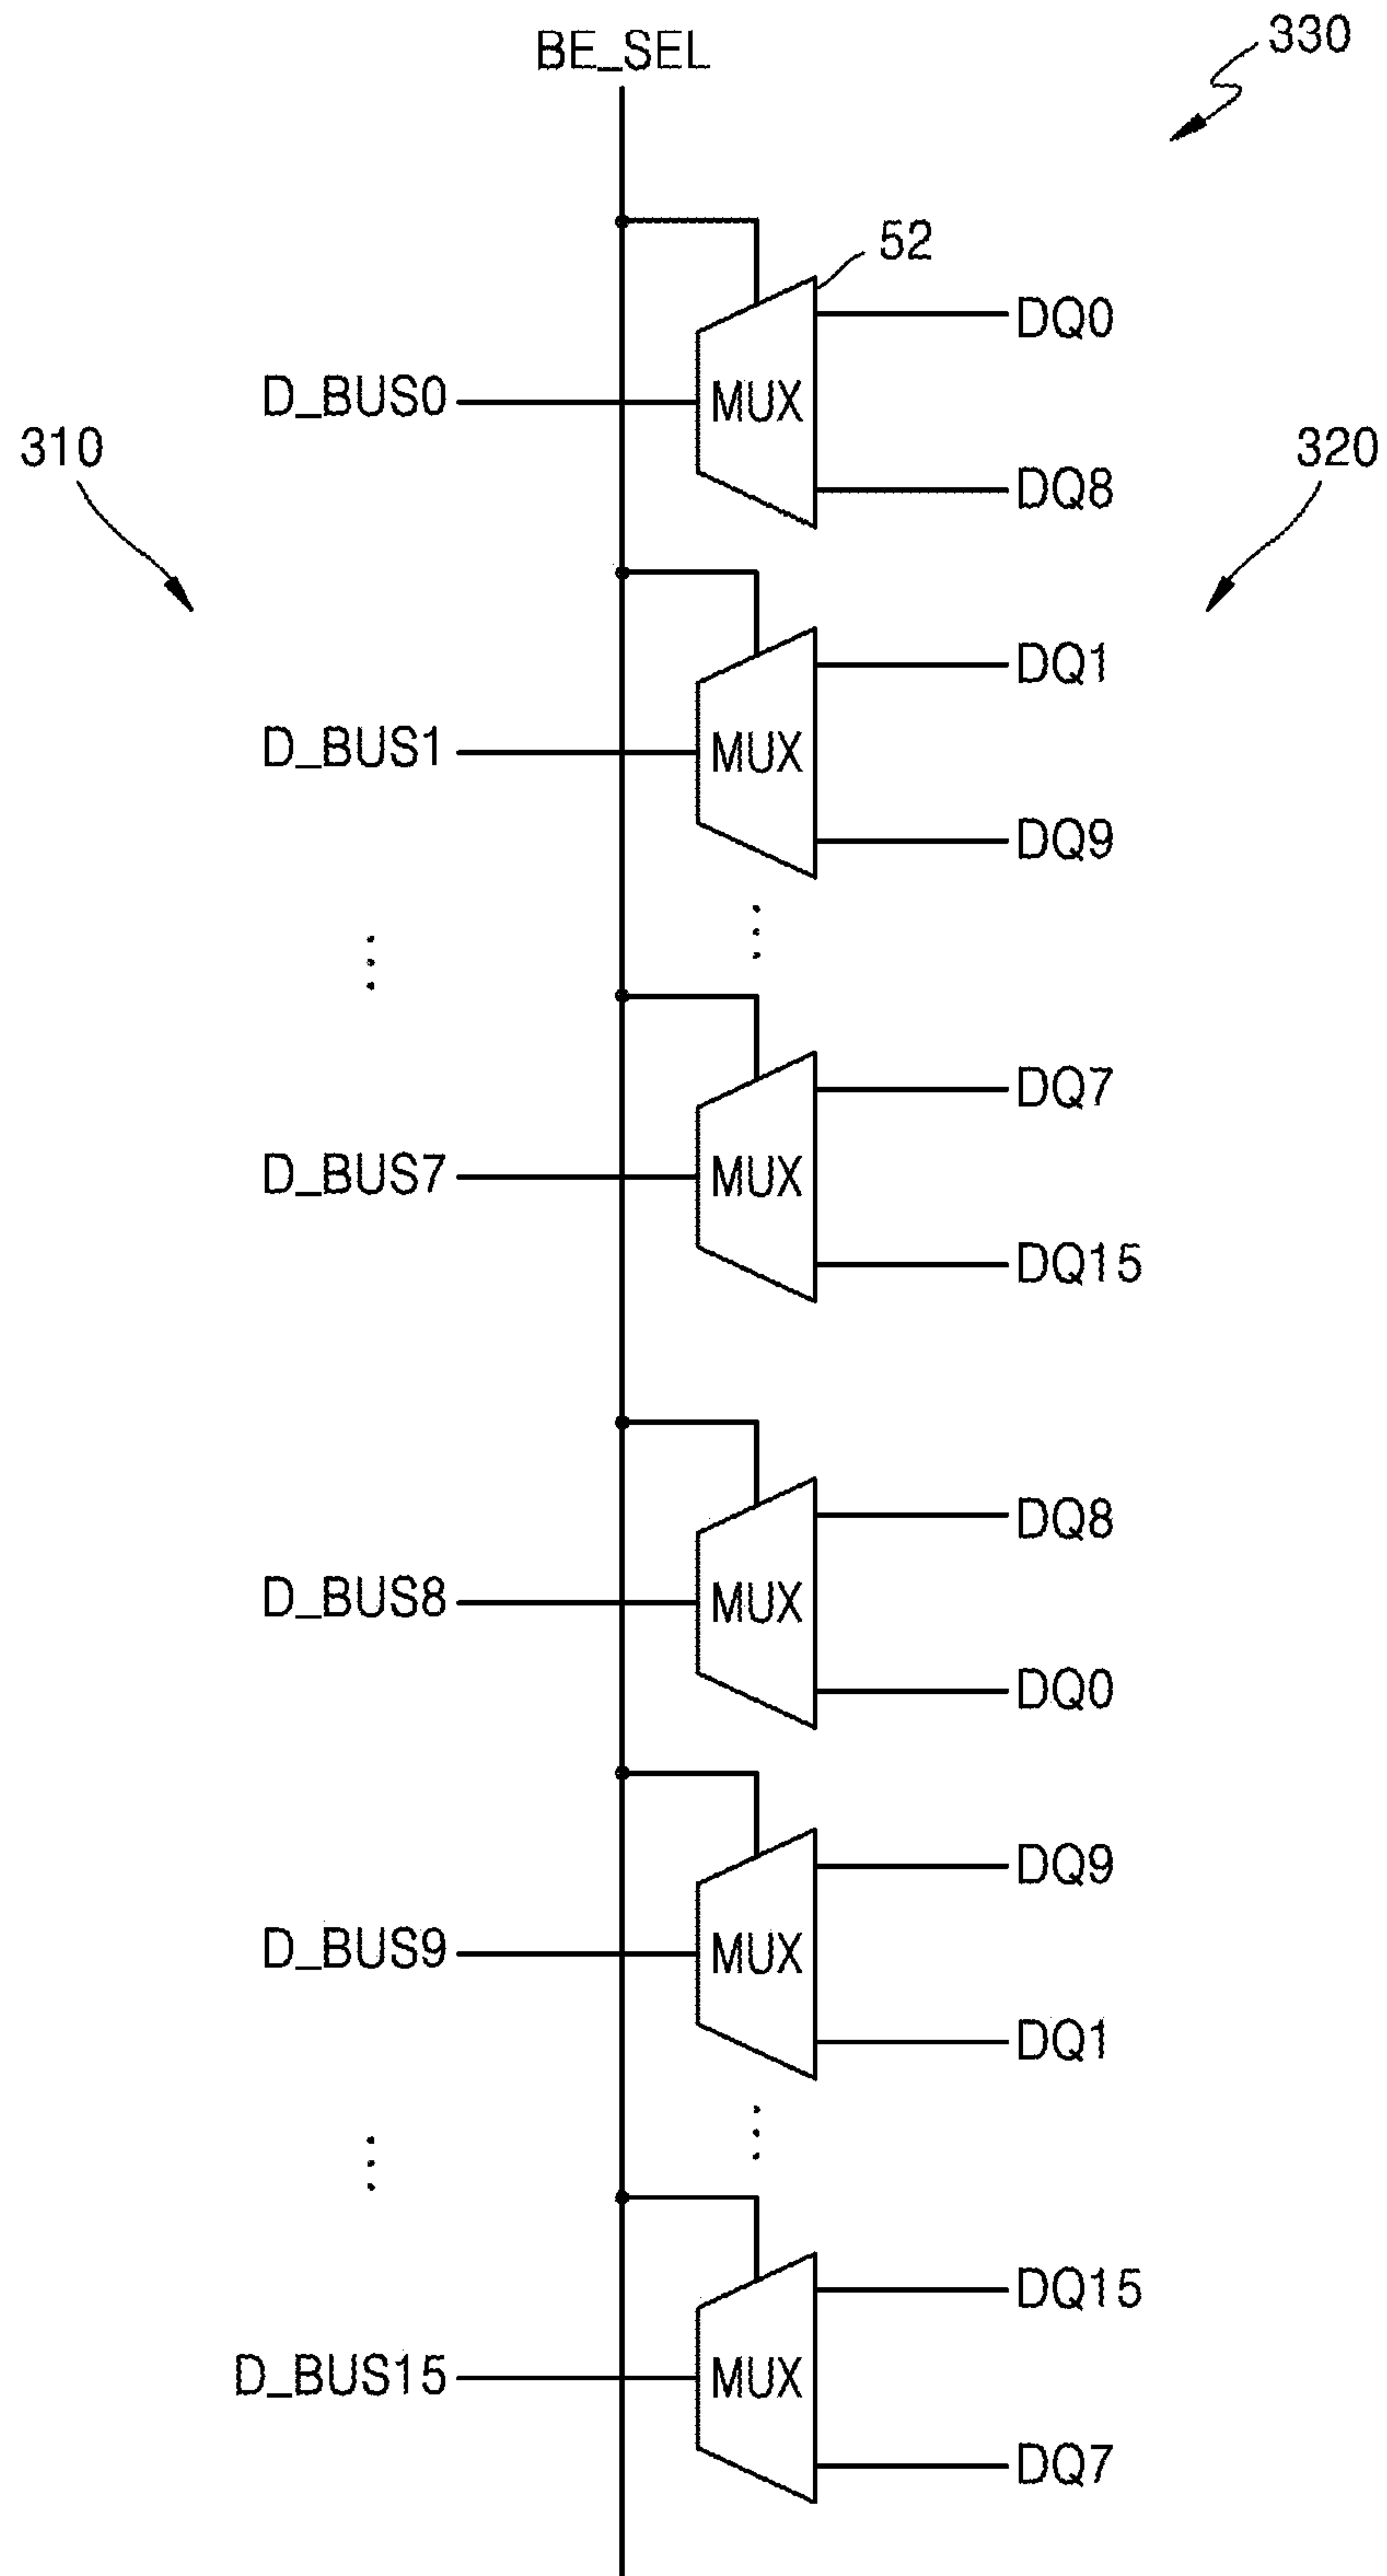 BE_SEL
330
52
DQ0
D_BUS0
MUX
310
320
DQ8
DQ1
D_BUS1
MUX
DQ9
DQ7
D_BUS7
MUX
DQ15
DQ8
D_BUS8
MUX
DQ0
DQ9
D_BUS9
MUX
DQ1
DQ15
D_BUS15
MUX
DQ7